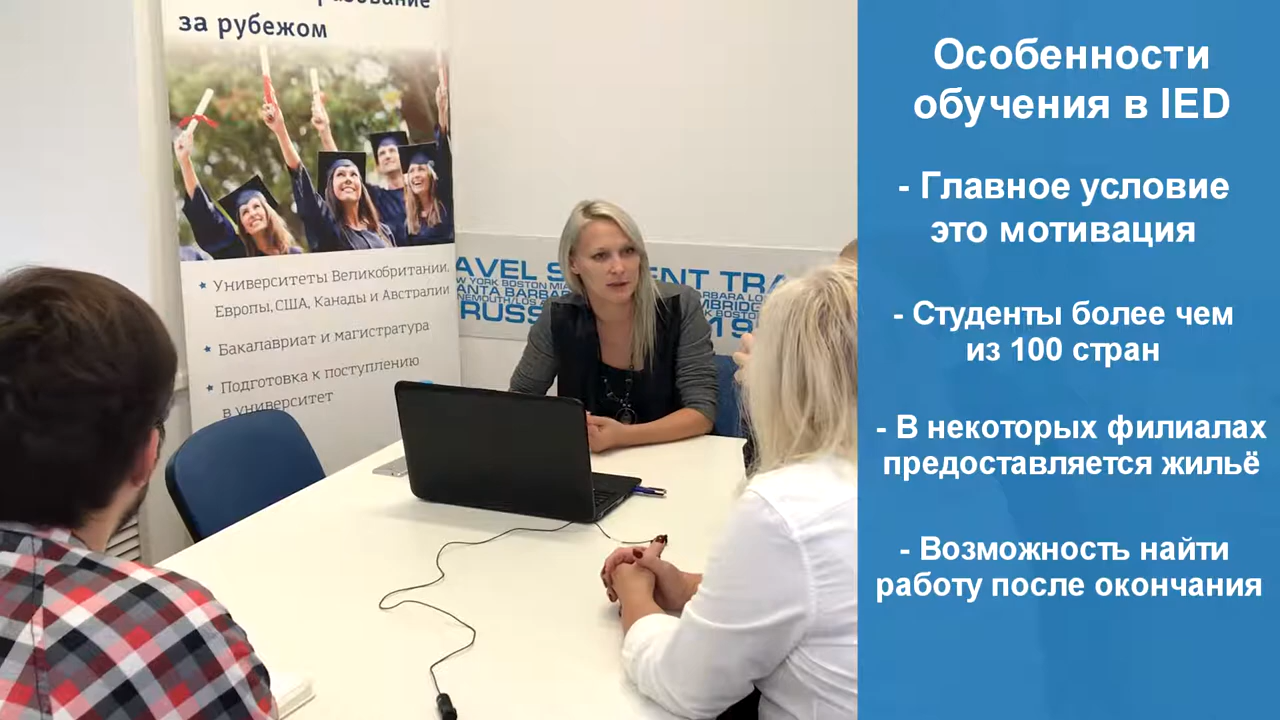 за рубежом
Университеты Великобритании,
Европы, США, Канады и Австралии
Бакалавриат и магистратура
Подготовка к поступлению
в университет
Особенности
обучения в IED
- Главное условие
это мотивация
- Студенты более чем
из 100 стран
- В некоторых филиалах
предоставляется жильё
- Возможность найти
работу после окончания